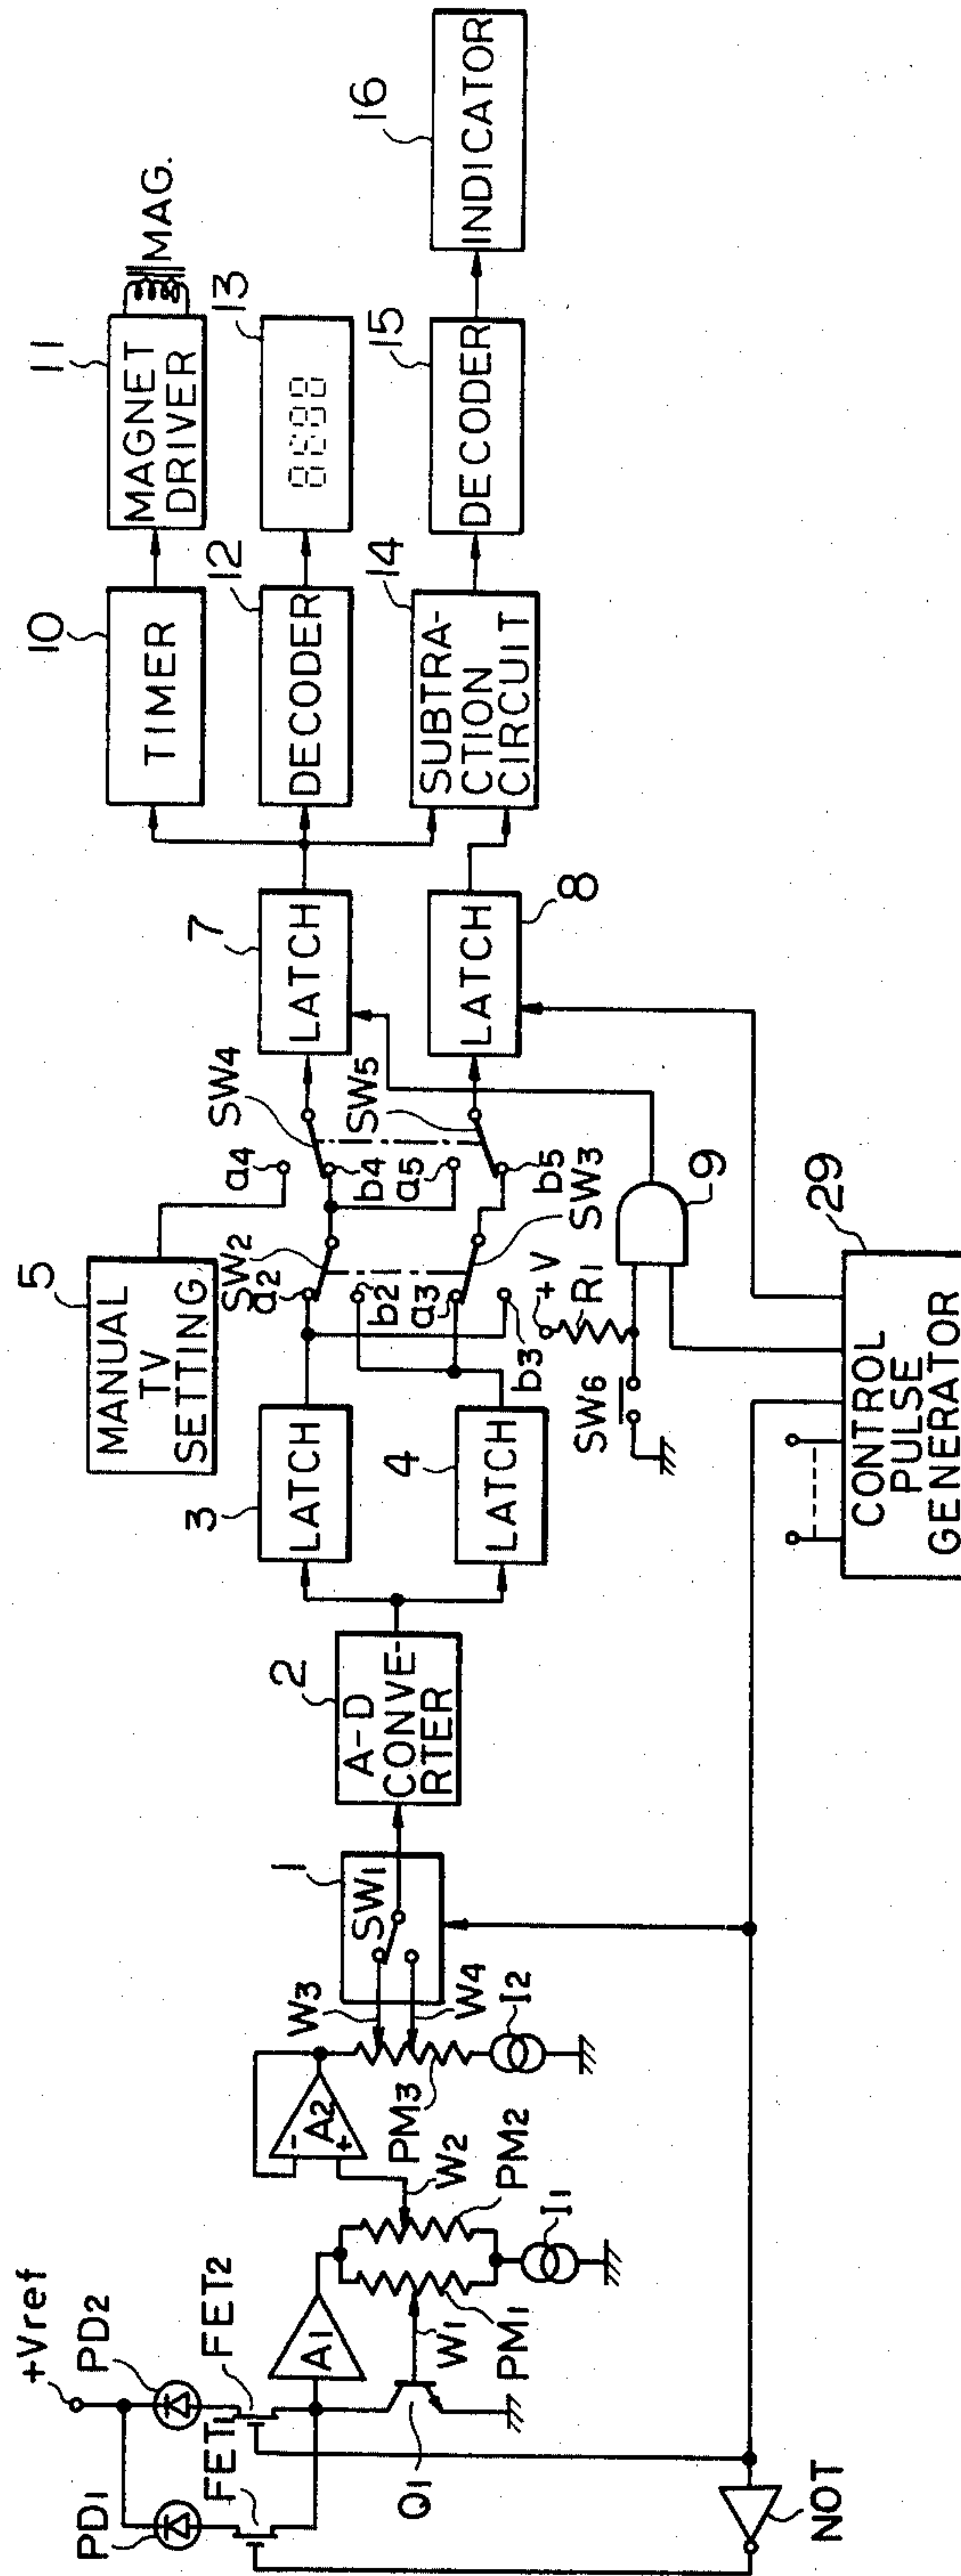 +Vref
PD1
PD2
FET1
FET2
A1
Q1
W1
PM1
PM2
I1
W2
A2
-
+
PM3
W3
W4
I2
NOT
1
SW1
2
A-D
CONVE-
RTER
3
LATCH
4
LATCH
5
MANUAL
TV
SETTING
SW2
a2
b2
a3
b3
SW3
a4
b4
SW4
a5
b5
SW5
+V
R1
SW6
9
7
LATCH
8
LATCH
10
TIMER
11
MAGNET
DRIVER
MAG.
12
DECODER
13
8888
14
SUBTRA-
CTION
CIRCUIT
15
DECODER
16
INDICATOR
29
CONTROL
PULSE
GENERATOR